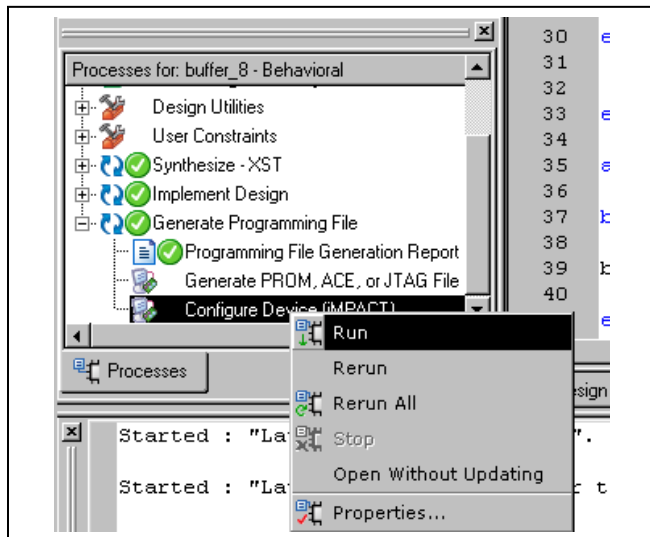 Processes for: buffer_8 - Behavioral
Design Utilities
User Constraints
Synthesize - XST
Implement Design
Generate Programming File
Programming File Generation Report
Generate PROM, ACE, or JTAG File
Configure Device (iMPACT)
Processes
30 e
31
32
33 e
34
35 a
36
37 b
38
39 b
40
e
Run
Rerun
Rerun All
Stop
Open Without Updating
Properties...
esign
Started : "La ".
Started : "La r t